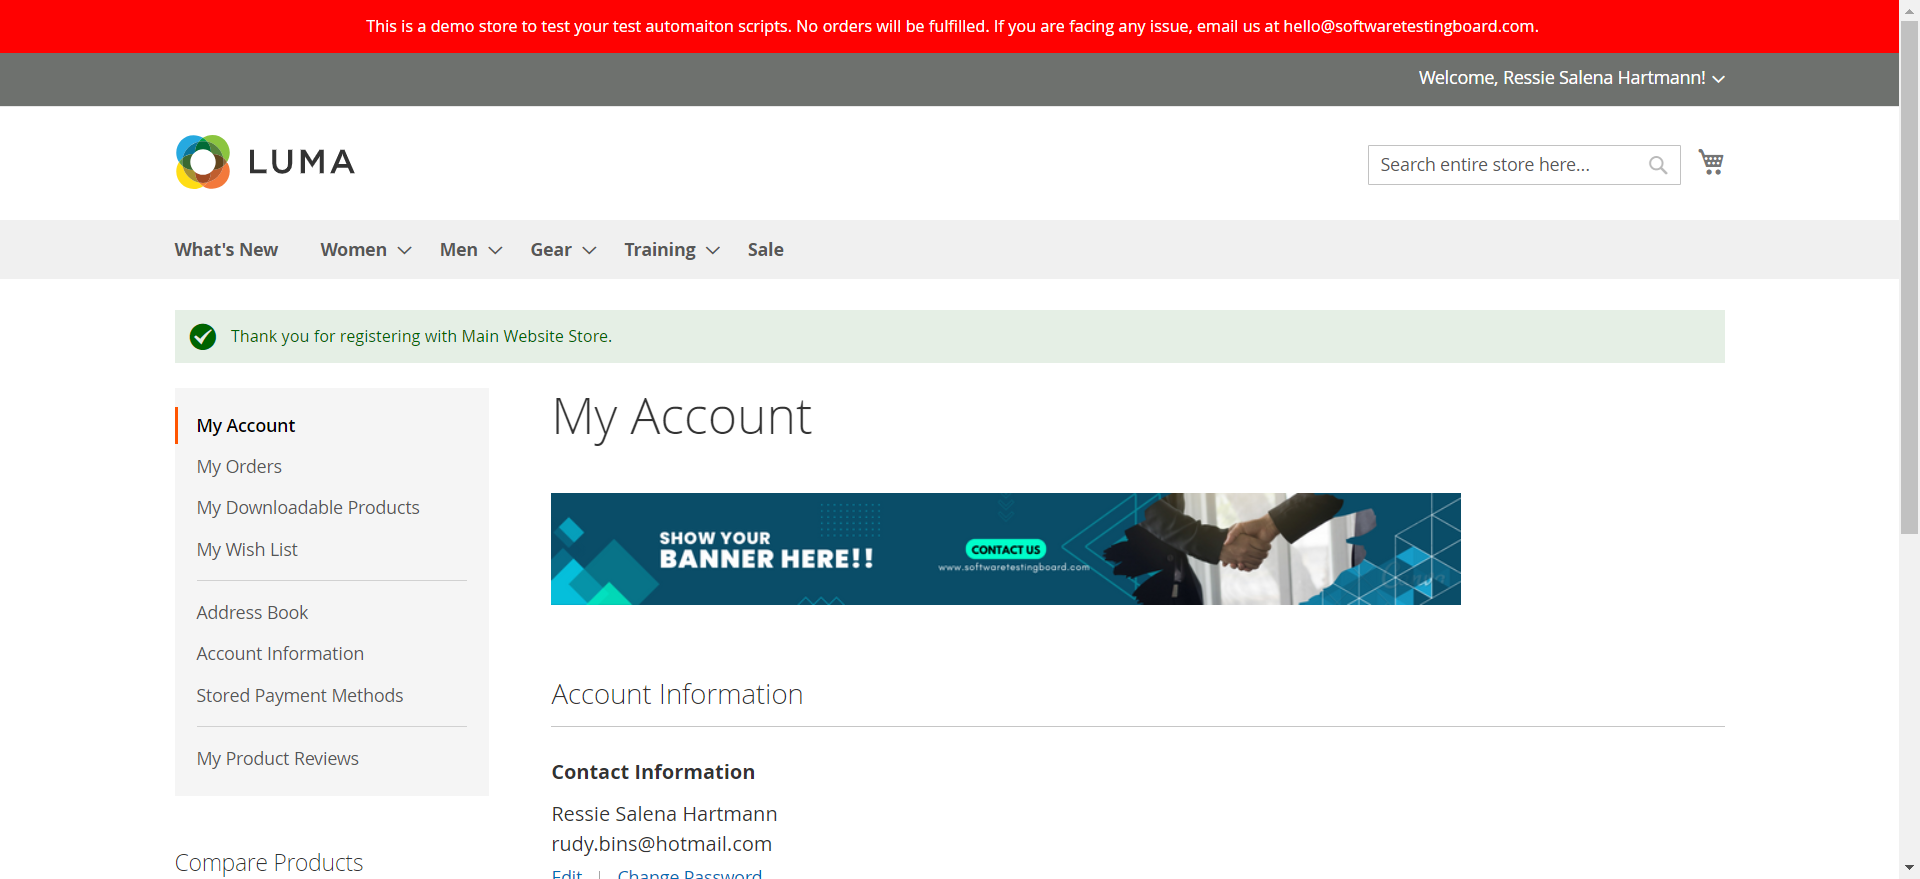 This is a demo store to test your test automaiton scripts. No orders will be fulfilled. If you are facing any issue, email us at hello@softwaretestingboard.com.
Welcome, Ressie Salena Hartmann!
LUMA
Search entire store here...
What's New
Women
Men
Gear
Training
Sale
Thank you for registering with Main Website Store.
My Account
My Orders
My Downloadable Products
My Wish List
Address Book
Account Information
Stored Payment Methods
My Product Reviews
Compare Products
My Account
SHOW YOUR
BANNER HERE!!
CONTACT US
www.softwaretestingboard.com
Account Information
Contact Information
Ressie Salena Hartmann
rudy.bins@hotmail.com
Edit | Change Password